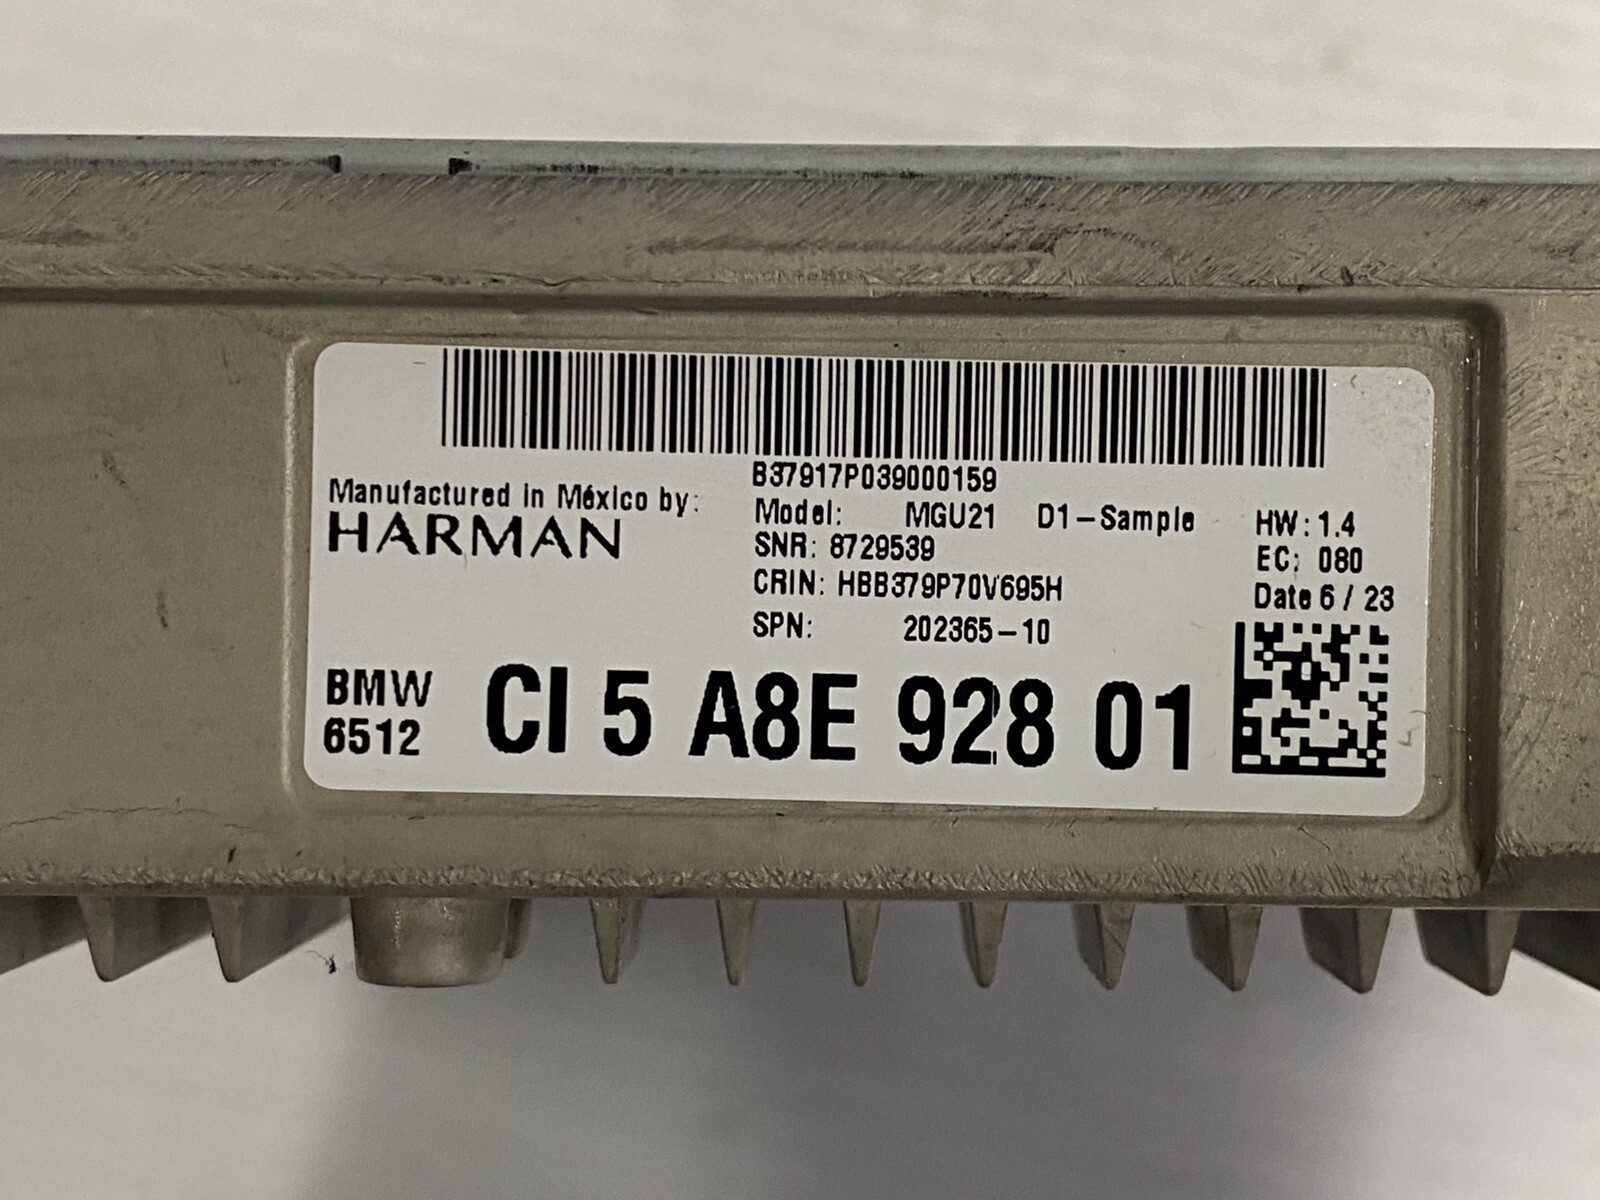 B37917P039000159
Manufactured in México by:
HARMAN
Model: MGU21 D1-Sample
SNR: 8729539
CRIN: HBB379P70V695H
SPN: 202365-10
HW: 1.4
EC: 080
Date 6 / 23
BMW
6512
CI 5 A8E 928 01